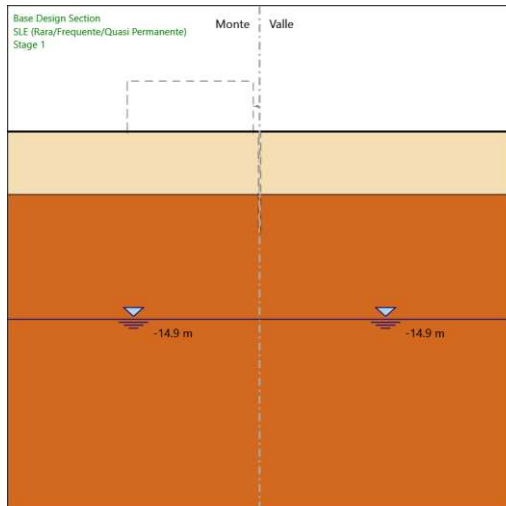 Base Design Section
SLE (Rara/Frequente/Quasi Permanente)
Stage 1
Monte
Valle
-14.9 m
-14.9 m